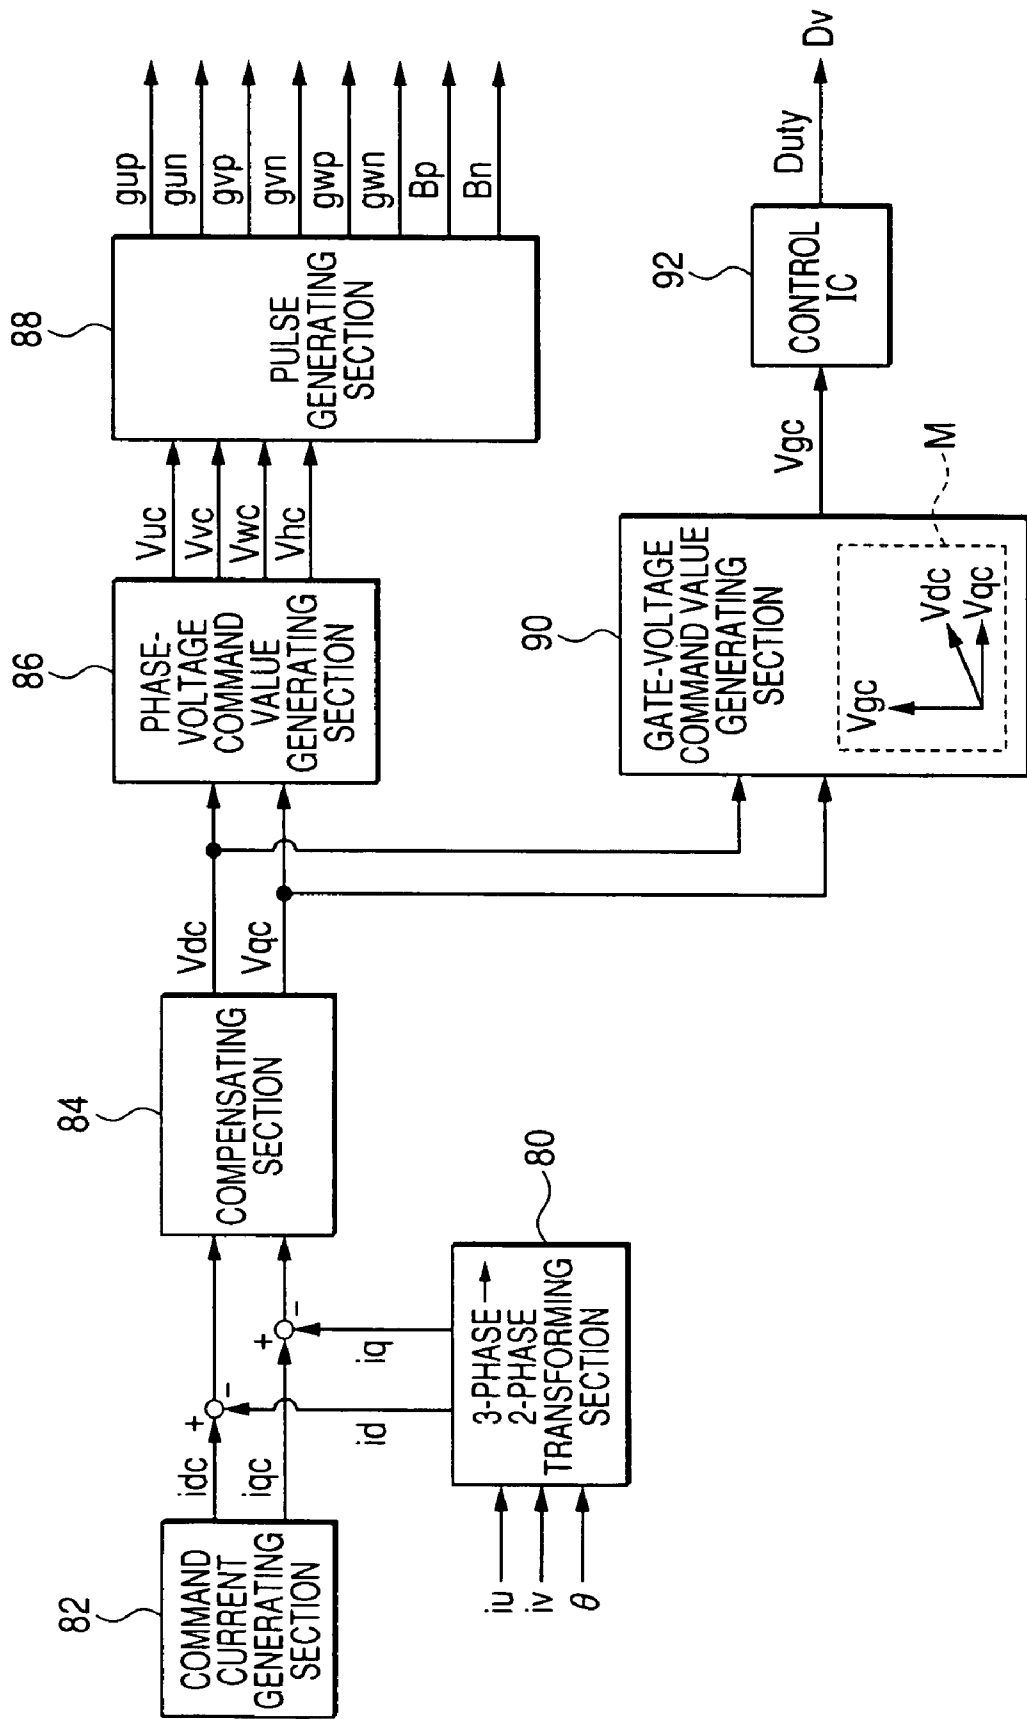 82
COMMAND
CURRENT
GENERATING
SECTION
idc
iqc
+
-
+
-
id
iq
iu
iv
θ
80
3-PHASE→
2-PHASE
TRANSFORMING
SECTION
84
COMPENSATING
SECTION
Vdc
Vqc
86
PHASE-
VOLTAGE
COMMAND
VALUE
GENERATING
SECTION
Vuc
Vvc
Vwc
Vhc
88
PULSE
GENERATING
SECTION
gup
gun
gvp
gvn
gwp
gwn
Bp
Bn
90
GATE-VOLTAGE
COMMAND VALUE
GENERATING
SECTION
Vgc
Vdc
Vqc
M
Vgc
92
CONTROL
IC
Duty
Dv